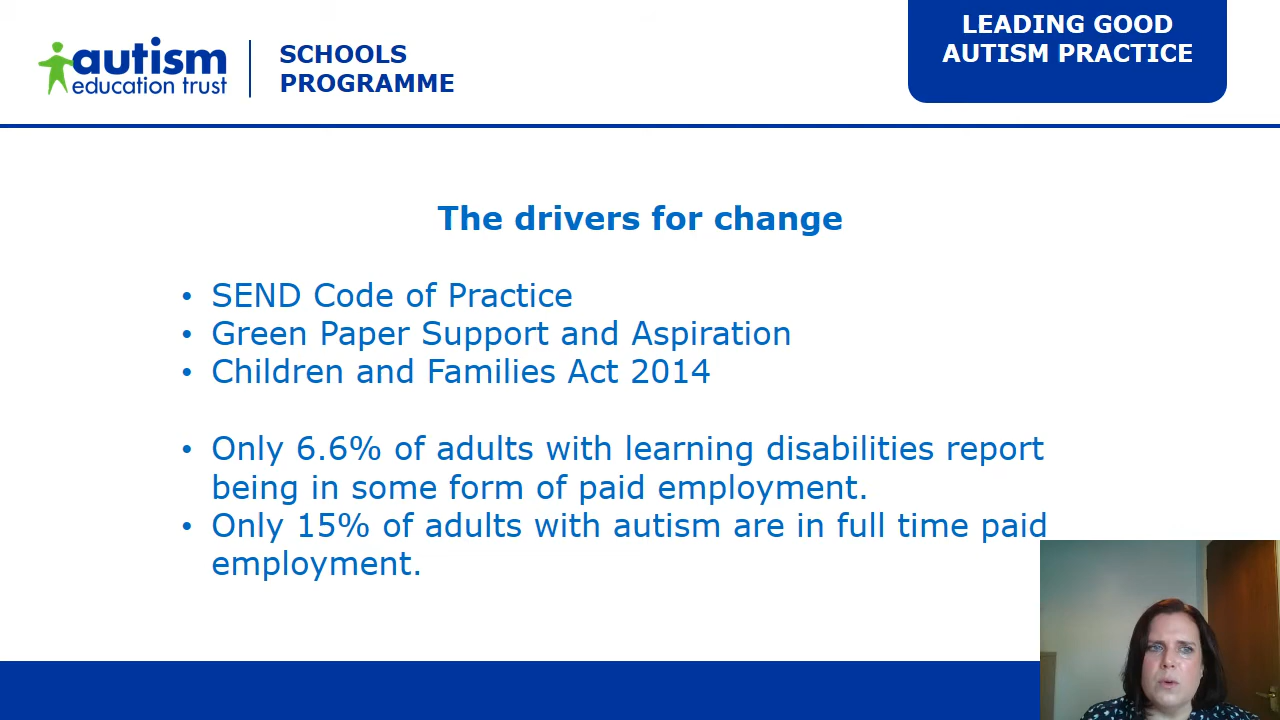 autism
education trust
SCHOOLS
PROGRAMME
LEADING GOOD
AUTISM PRACTICE
The drivers for change
• SEND Code of Practice
• Green Paper Support and Aspiration
• Children and Families Act 2014
• Only 6.6% of adults with learning disabilities report
being in some form of paid employment.
• Only 15% of adults with autism are in full time paid
employment.